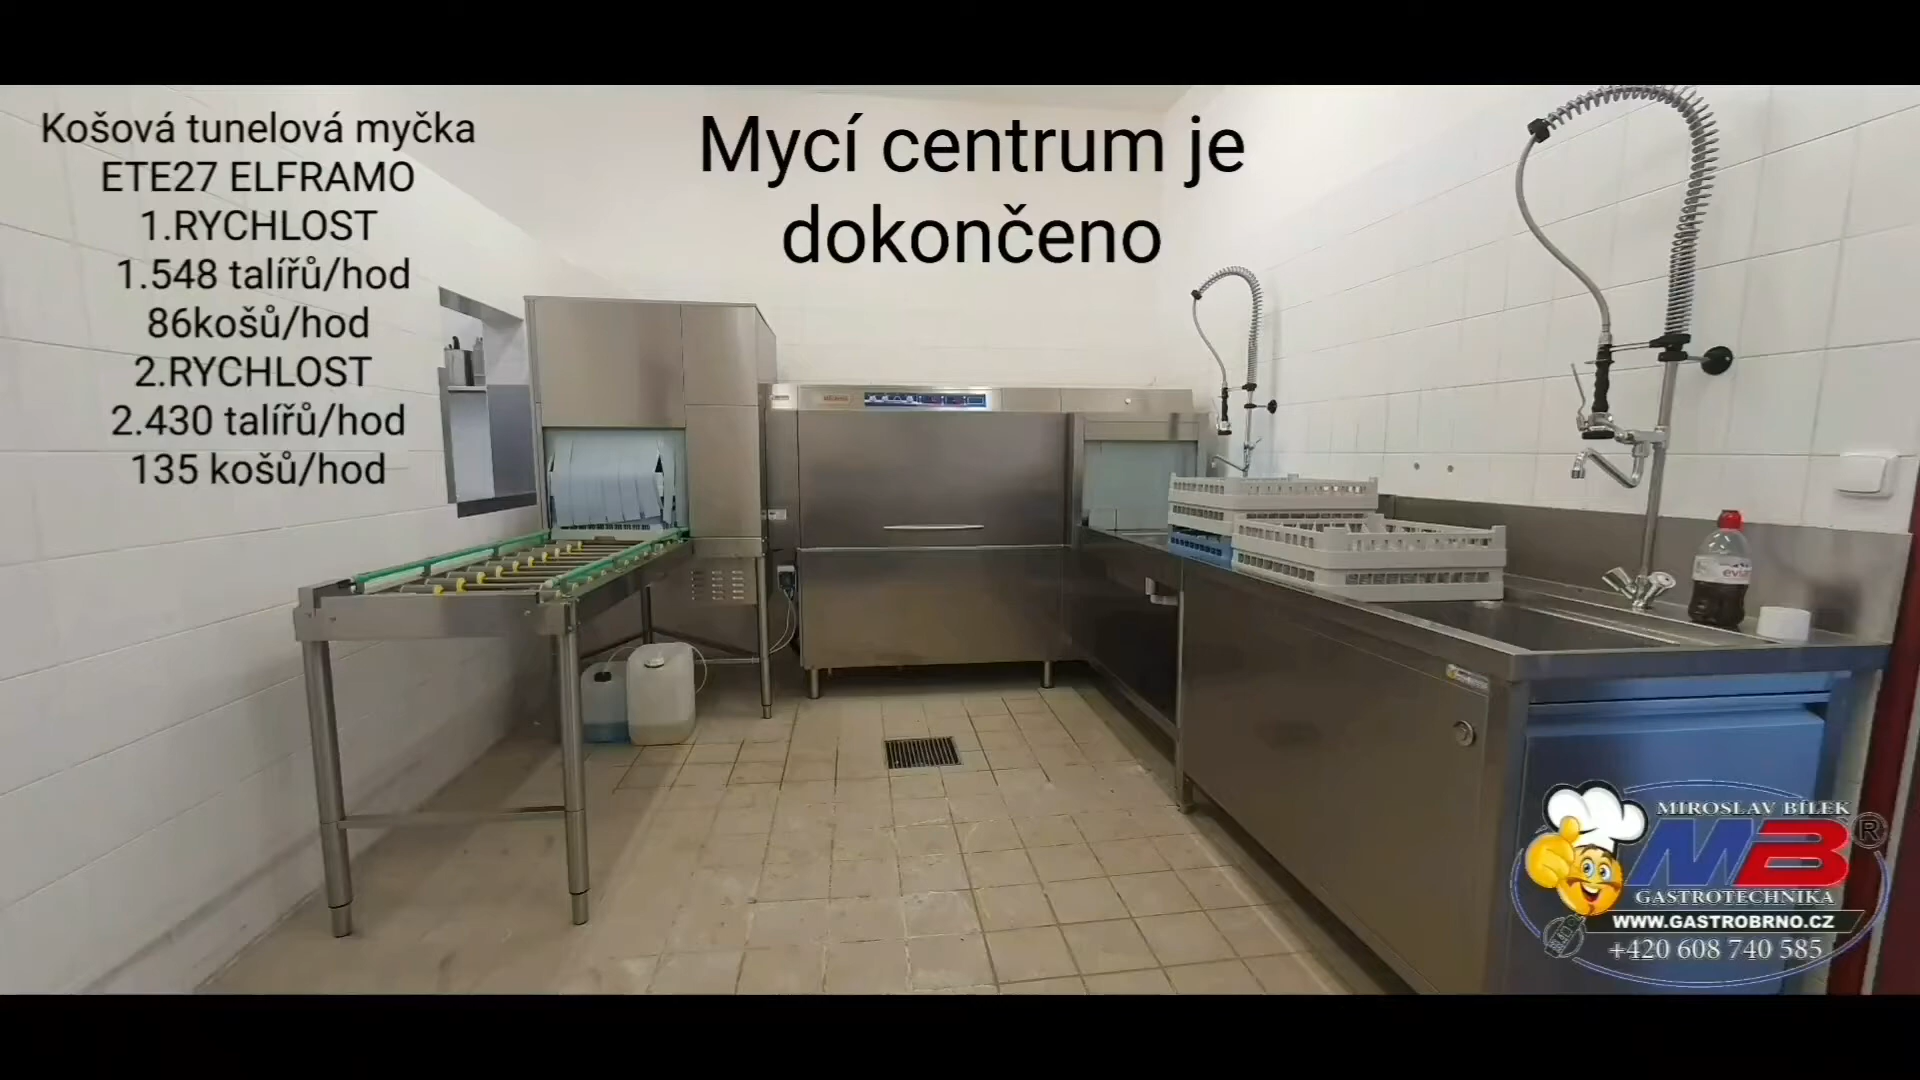 Košová tunelová myčka
ETE27 ELFRAMO
1.RYCHLOST
1.548 talířů/hod
86košů/hod
2.RYCHLOST
2.430 talířů/hod
135 košů/hod
Mycí centrum je
dokončeno
evian
MIROSLAV BÍLEK
MB®
GASTROTECHNIKA
WWW.GASTROBRNO.CZ
+420 608 740 585